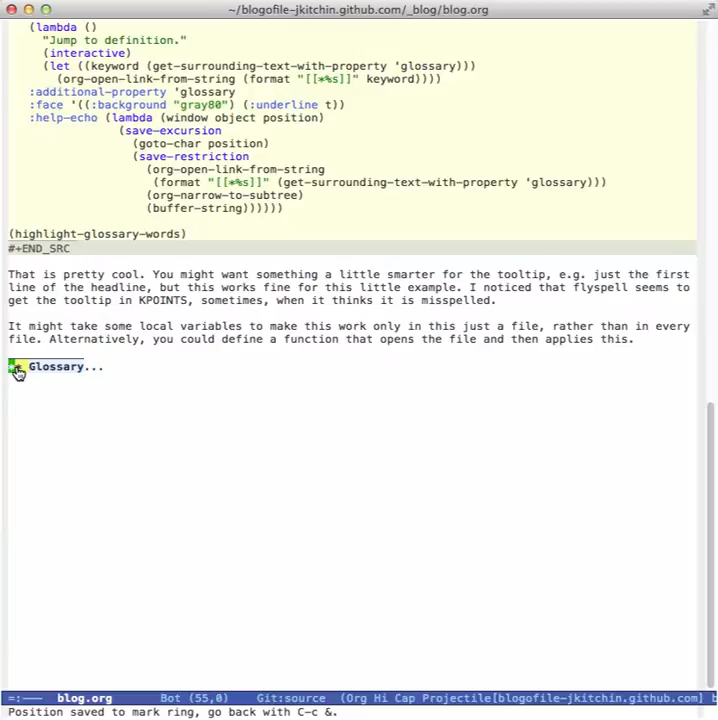 ~/blogofile-jkitchin.github.com/_blog/blog.org
(lambda ()
"Jump to definition."
(interactive)
(let ((keyword (get-surrounding-text-with-property 'glossary)))
(org-open-link-from-string (format "[[*%s]]" keyword))))
:additional-property 'glossary
:face '((:background "gray80") (:underline t))
:help-echo (lambda (window object position)
(save-excursion
(goto-char position)
(save-restriction
(org-open-link-from-string
(format "[[*%s]]" (get-surrounding-text-with-property 'glossary)))
(org-narrow-to-subtree)
(buffer-string))))))
(highlight-glossary-words)
#+END_SRC
That is pretty cool. You might want something a little smarter for the tooltip, e.g. just the first
line of the headline, but this works fine for this little example. I noticed that flyspell seems to
get the tooltip in KPOINTS, sometimes, when it thinks it is misspelled.
It might take some local variables to make this work only in this just a file, rather than in every
file. Alternatively, you could define a function that opens the file and then applies this.
** Glossary...
=:--- blog.org Bot (55,0) Git:source (Org Hi Cap Projectile[blogofile-jkitchin.github.com] b
Position saved to mark ring, go back with C-c &.